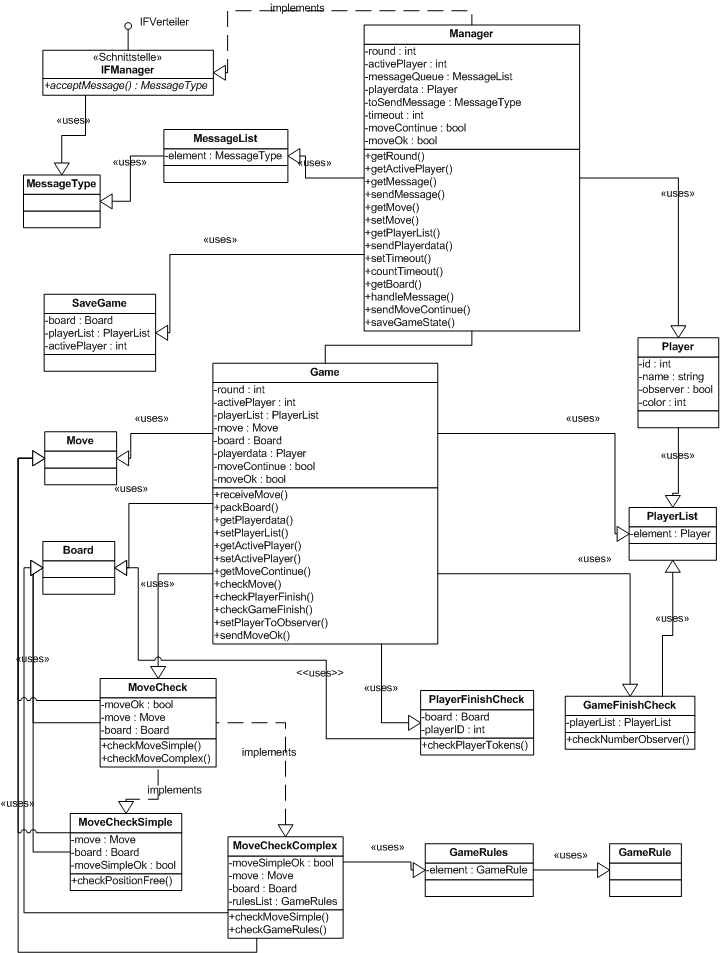 implements
IFVerteiler
«Schnittstelle»
IFManager
+acceptMessage() : MessageType
Manager
-round : int
-activePlayer : int
-messageQueue : MessageList
-playerdata : Player
-toSendMessage : MessageType
-timeout : int
-moveContinue : bool
-moveOk : bool
+getRound()
+getActivePlayer()
+getMessage()
+sendMessage()
+getMove()
+setMove()
+getPlayerList()
+sendPlayerdata()
+setTimeout()
+countTimeout()
+getBoard()
+handleMessage()
+sendMoveContinue()
+saveGameState()
«uses»
MessageList
-element : MessageType
«uses»
«uses»
MessageType
«uses»
«uses»
SaveGame
-board : Board
-playerList : PlayerList
-activePlayer : int
Player
-id : int
-name : string
-observer : bool
-color : int
Game
-round : int
-activePlayer : int
-playerList : PlayerList
-move : Move
-board : Board
-playerdata : Player
-moveContinue : bool
-moveOk : bool
+receiveMove()
+packBoard()
+getPlayerdata()
+setPlayerList()
+getActivePlayer()
+setActivePlayer()
+getMoveContinue()
+checkMove()
+checkPlayerFinish()
+checkGameFinish()
+setPlayerToObserver()
+sendMoveOk()
«uses»
«uses»
Move
«uses»
«uses»
PlayerList
-element : Player
Board
«uses»
«uses»
«uses»
«uses»
<<uses>>
«uses»
MoveCheck
-moveOk : bool
-move : Move
-board : Board
+checkMoveSimple()
+checkMoveComplex()
PlayerFinishCheck
-board : Board
-playerID : int
+checkPlayerTokens()
GameFinishCheck
-playerList : PlayerList
+checkNumberObserver()
implements
implements
«uses»
MoveCheckSimple
-move : Move
-board : Board
-moveSimpleOk : bool
+checkPositionFree()
MoveCheckComplex
-moveSimpleOk : bool
-move : Move
-board : Board
-rulesList : GameRules
+checkMoveSimple()
+checkGameRules()
«uses»
GameRules
-element : GameRule
«uses»
GameRule